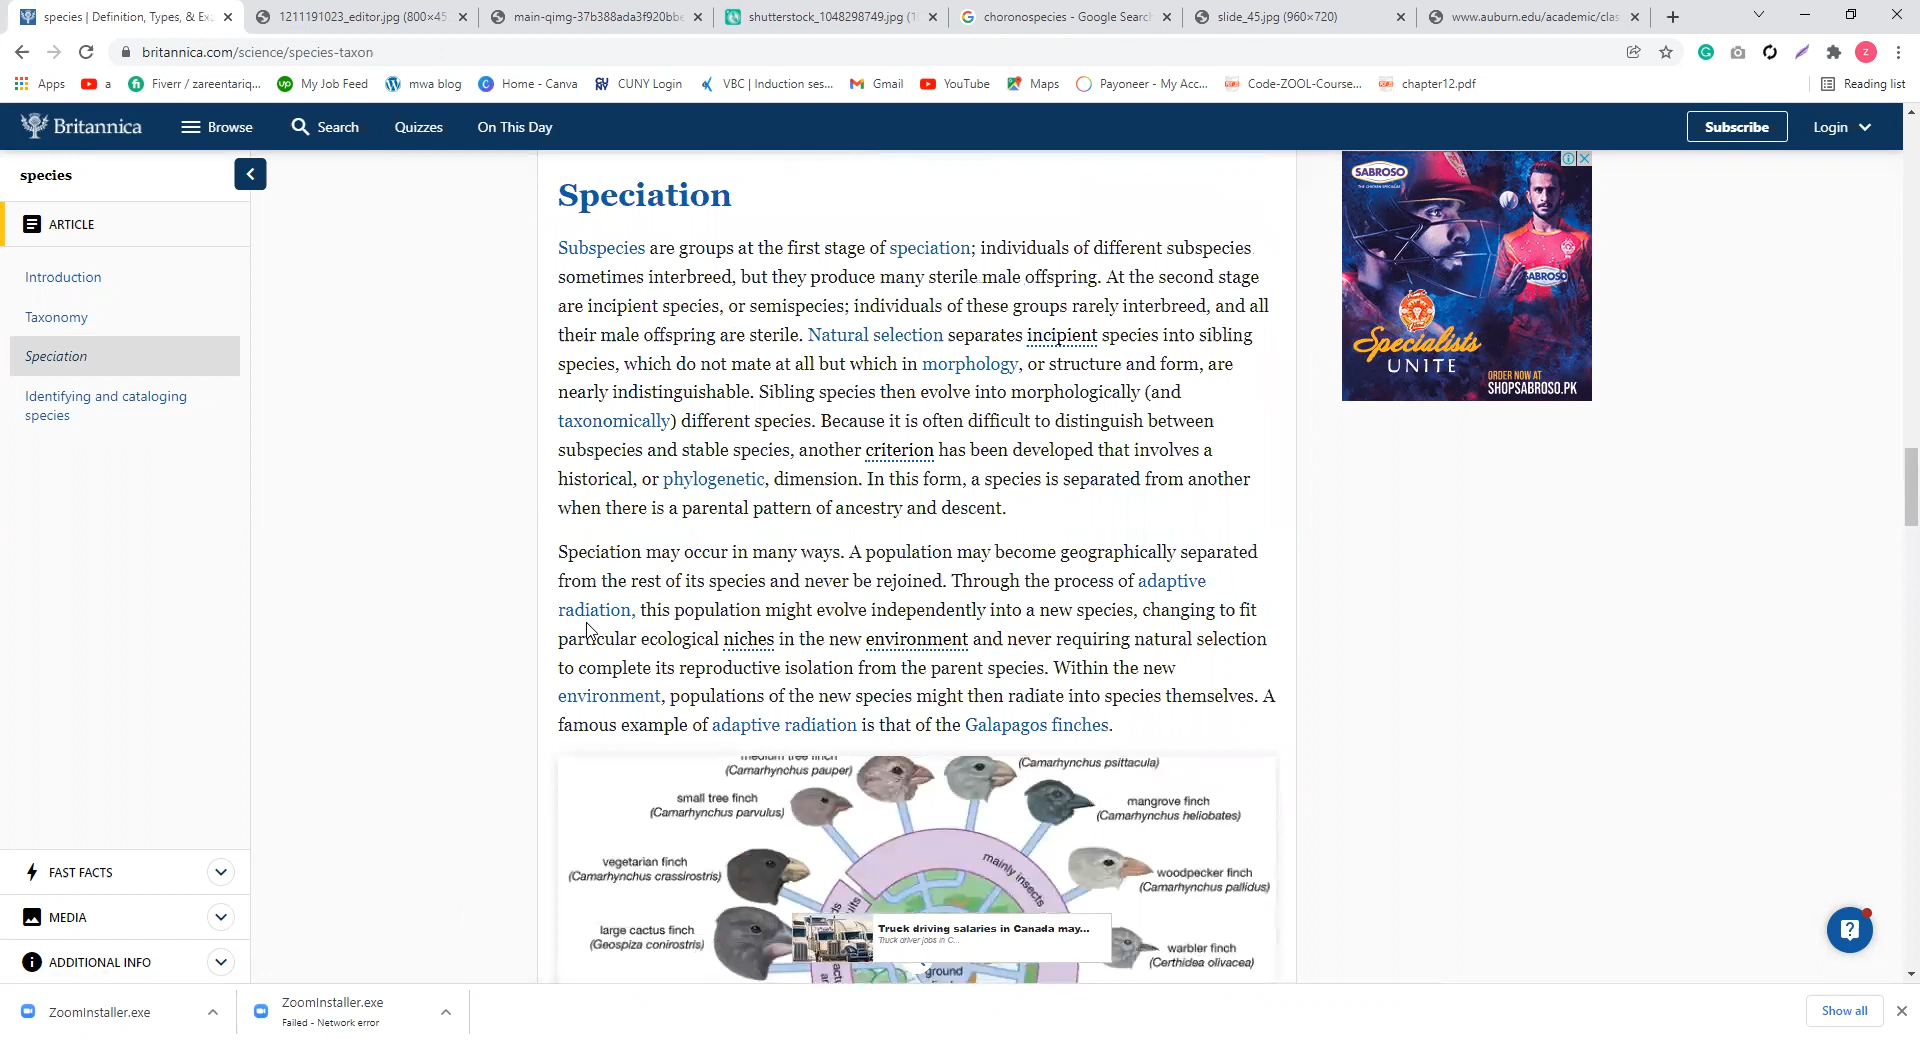 species | Definition, Types, & Ex
1211191023_editor.jpg (800×45
main-qimg-37b388ada3f920bbe
shutterstock_1048298749.jpg (1
choronospecies - Google Search
slide_45.jpg (960×720)
www.auburn.edu/academic/clas
britannica.com/science/species-taxon
Z
Apps
a
Fiverr / zareentariq...
My Job Feed
mwa blog
Home - Canva
CUNY Login
VBC | Induction ses...
Gmail
YouTube
Maps
Payoneer - My Acc...
Code-ZOOL-Course...
chapter12.pdf
Reading list
Britannica
Browse
Search
Quizzes
On This Day
Subscribe
Login
species
ARTICLE
Introduction
Taxonomy
Speciation
Identifying and cataloging
species
FAST FACTS
MEDIA
ADDITIONAL INFO
Speciation
Subspecies are groups at the first stage of speciation; individuals of different subspecies
sometimes interbreed, but they produce many sterile male offspring. At the second stage
are incipient species, or semispecies; individuals of these groups rarely interbreed, and all
their male offspring are sterile. Natural selection separates incipient species into sibling
species, which do not mate at all but which in morphology, or structure and form, are
nearly indistinguishable. Sibling species then evolve into morphologically (and
taxonomically) different species. Because it is often difficult to distinguish between
subspecies and stable species, another criterion has been developed that involves a
historical, or phylogenetic, dimension. In this form, a species is separated from another
when there is a parental pattern of ancestry and descent.
Speciation may occur in many ways. A population may become geographically separated
from the rest of its species and never be rejoined. Through the process of adaptive
radiation, this population might evolve independently into a new species, changing to fit
particular ecological niches in the new environment and never requiring natural selection
to complete its reproductive isolation from the parent species. Within the new
environment, populations of the new species might then radiate into species themselves. A
famous example of adaptive radiation is that of the Galapagos finches.
medium tree finch
(Camarhynchus pauper)
(Camarhynchus psittacula)
small tree finch
(Camarhynchus parvulus)
mangrove finch
(Camarhynchus heliobates)
vegetarian finch
(Camarhynchus crassirostris)
mainly insects
woodpecker finch
(Camarhynchus pallidus)
large cactus finch
(Geospiza conirostris)
warbler finch
(Certhidea olivacea)
ground
Truck driving salaries in Canada may...
Truck driver jobs in C...
SABROSO
SABROSO
Specialists
UNITE
ORDER NOW AT
SHOPSABROSO.PK
ZoomInstaller.exe
ZoomInstaller.exe
Failed - Network error
Show all